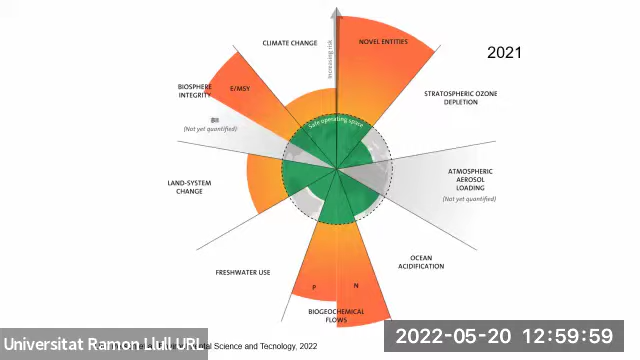 CLIMATE CHANGE
NOVEL ENTITIES
Increasing risk
2021
BIOSPHERE
INTEGRITY
E/MSY
BII
(Not yet quantified)
STRATOSPHERIC OZONE
DEPLETION
Safe operating space
ATMOSPHERIC
AEROSOL
LOADING
(Not yet quantified)
LAND-SYSTEM
CHANGE
OCEAN
ACIDIFICATION
FRESHWATER USE
P
N
BIOGEOCHEMICAL
FLOWS
Universitat Ramon Llull URL
tal Science and Tecnology, 2022
2022-05-20 12:59:59